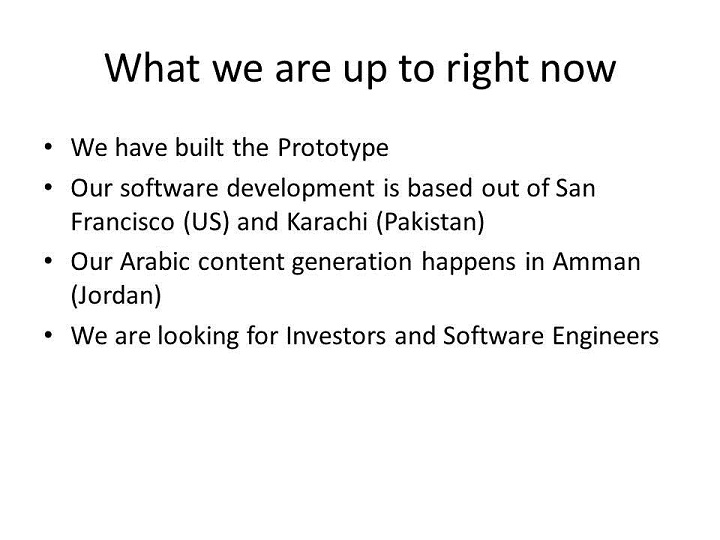 What we are up to right now
• We have built the Prototype
• Our software development is based out of San
Francisco (US) and Karachi (Pakistan)
• Our Arabic content generation happens in Amman
(Jordan)
• We are looking for Investors and Software Engineers